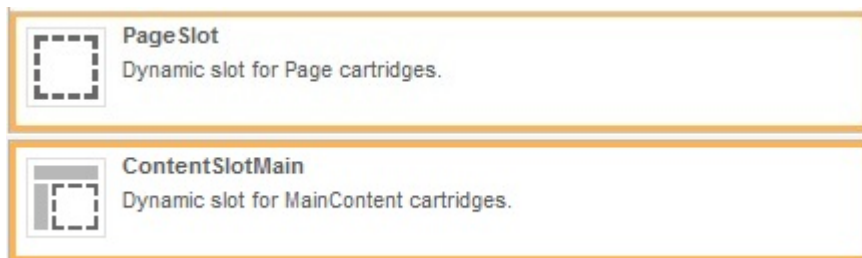 PageSlot
Dynamic slot for Page cartridges.
ContentSlotMain
Dynamic slot for MainContent cartridges.